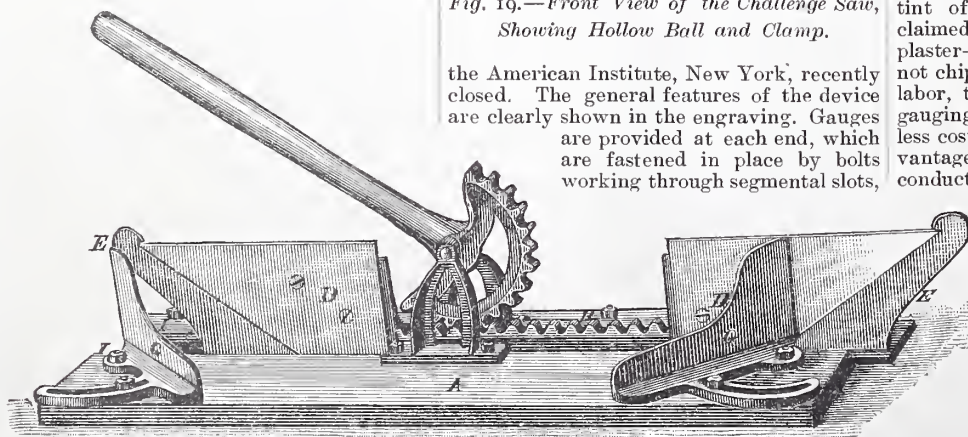 Fig. 19.—Front View of the Challenge Saw,
Showing Hollow Ball and Clamp.
the American Institute, New York, recently
closed. The general features of the device
are clearly shown in the engraving. Gauges
are provided at each end, which
are fastened in place by bolts
working through segmental slots,
tint of
claimed
plaster-
not chip
labor, t
gauging
less cos
vantage
conduct
E
D
C
B
D
E
G
G
I
A